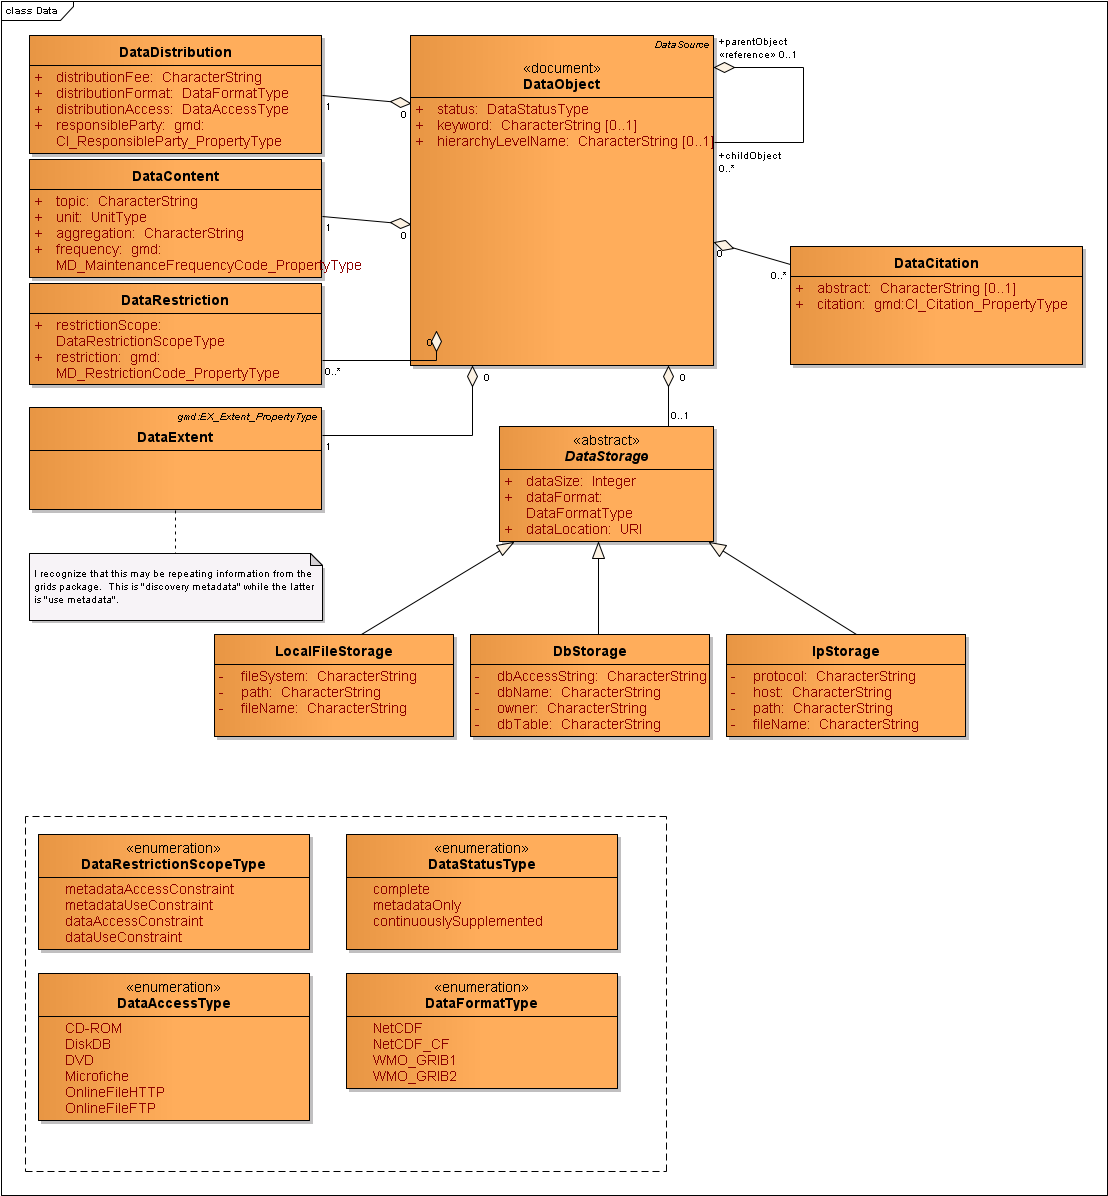 class Data
DataDistribution
+ distributionFee: CharacterString
+ distributionFormat: DataFormatType
+ distributionAccess: DataAccessType
+ responsibleParty: gmd:
CI_ResponsibleParty_PropertyType
1
0
DataContent
+ topic: CharacterString
+ unit: UnitType
+ aggregation: CharacterString
+ frequency: gmd:
MD_MaintenanceFrequencyCode_PropertyType
1
0
DataRestriction
+ restrictionScope:
DataRestrictionScopeType
+ restriction: gmd:
MD_RestrictionCode_PropertyType
0..*
0
gmd:EX_Extent_PropertyType
DataExtent
1
0
I recognize that this may be repeating information from the
grids package. This is "discovery metadata" while the latter
is "use metadata".
DataSource
«document»
DataObject
+ status: DataStatusType
+ keyword: CharacterString [0..1]
+ hierarchyLevelName: CharacterString [0..1]
+parentObject
«reference» 0..1
+childObject
0..*
0
0..*
DataCitation
+ abstract: CharacterString [0..1]
+ citation: gmd:CI_Citation_PropertyType
0
0..1
«abstract»
DataStorage
+ dataSize: Integer
+ dataFormat:
DataFormatType
+ dataLocation: URI
LocalFileStorage
- fileSystem: CharacterString
- path: CharacterString
- fileName: CharacterString
DbStorage
- dbAccessString: CharacterString
- dbName: CharacterString
- owner: CharacterString
- dbTable: CharacterString
IpStorage
- protocol: CharacterString
- host: CharacterString
- path: CharacterString
- fileName: CharacterString
«enumeration»
DataRestrictionScopeType
metadataAccessConstraint
metadataUseConstraint
dataAccessConstraint
dataUseConstraint
«enumeration»
DataStatusType
complete
metadataOnly
continuouslySupplemented
«enumeration»
DataAccessType
CD-ROM
DiskDB
DVD
Microfiche
OnlineFileHTTP
OnlineFileFTP
«enumeration»
DataFormatType
NetCDF
NetCDF_CF
WMO_GRIB1
WMO_GRIB2